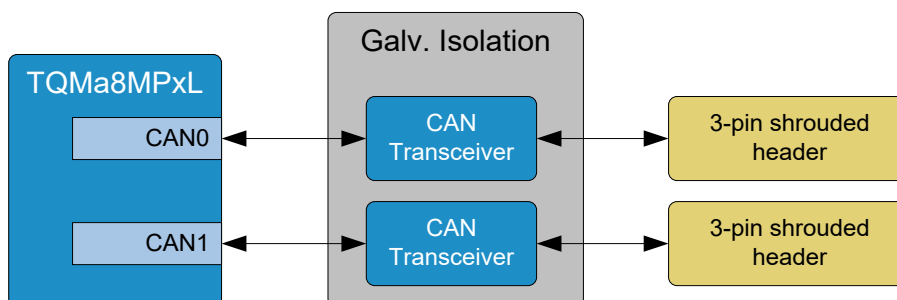 Galv. Isolation
TQMa8MPxL
CAN0
CAN
Transceiver
3-pin shrouded
header
CAN1
CAN
Transceiver
3-pin shrouded
header